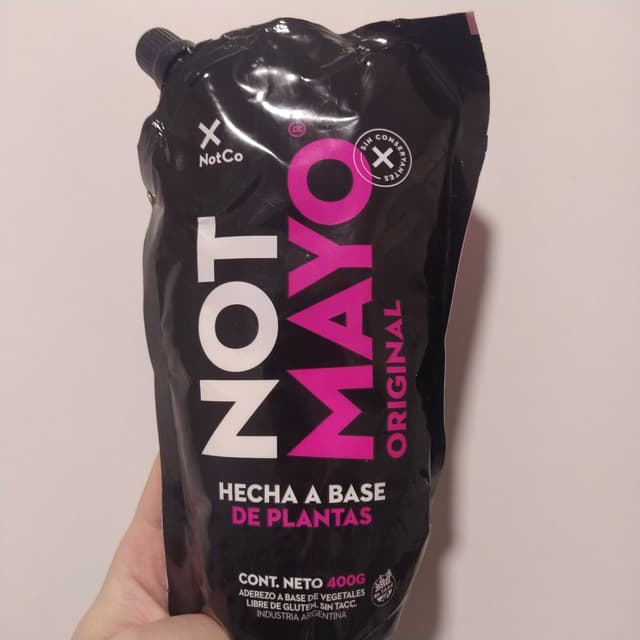 NotCo
SIN CONSERVANTES
NOT
MAYO
ORIGINAL
HECHA A BASE
DE PLANTAS
CONT. NETO 400G
ADEREZO A BASE DE VEGETALES
LIBRE DE GLUTEN. SIN TACC.
INDUSTRIA ARGENTINA